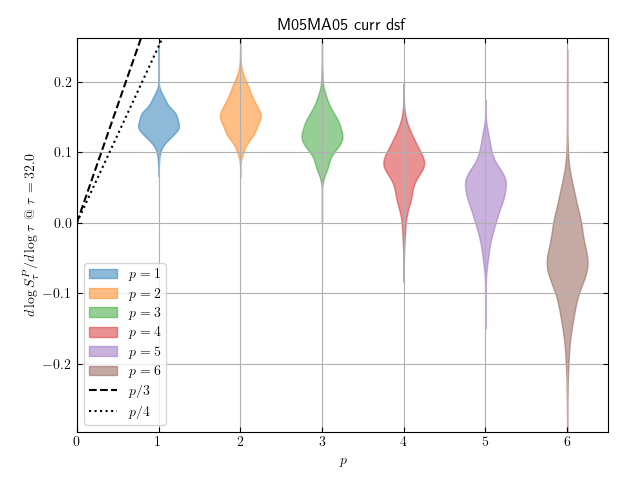 M05MA05 curr dsf
d log S_τ^P / d log τ @ τ = 32.0
0.2
0.1
0.0
−0.1
−0.2
p = 1
p = 2
p = 3
p = 4
p = 5
p = 6
p/3
p/4
0 1 2 3 4 5 6
p